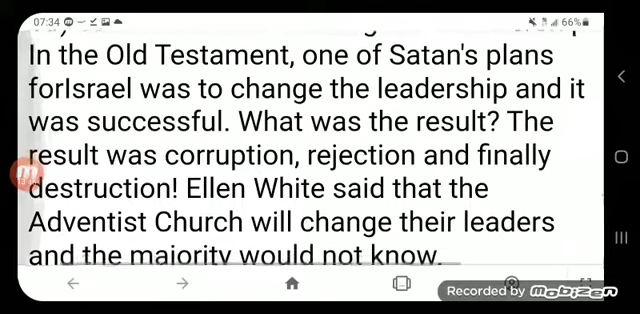 07:34
66%
In the Old Testament, one of Satan's plans
forIsrael was to change the leadership and it
was successful. What was the result? The
result was corruption, rejection and finally
destruction! Ellen White said that the
Adventist Church will change their leaders
and the majority would not know.
Recorded by Mobizen